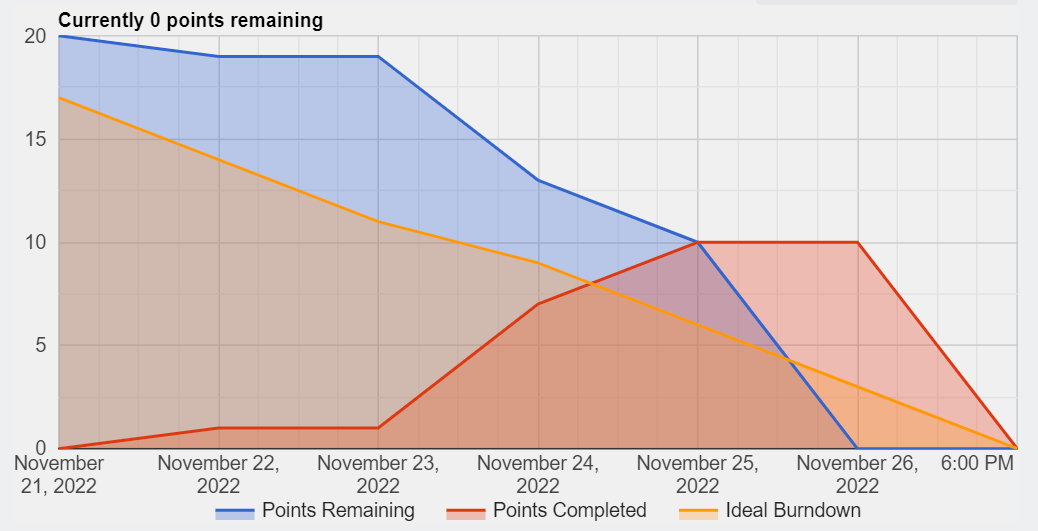 Currently 0 points remaining
20
15
10
5
0
November 21, 2022
November 22, 2022
November 23, 2022
November 24, 2022
November 25, 2022
November 26, 2022
6:00 PM
Points Remaining
Points Completed
Ideal Burndown